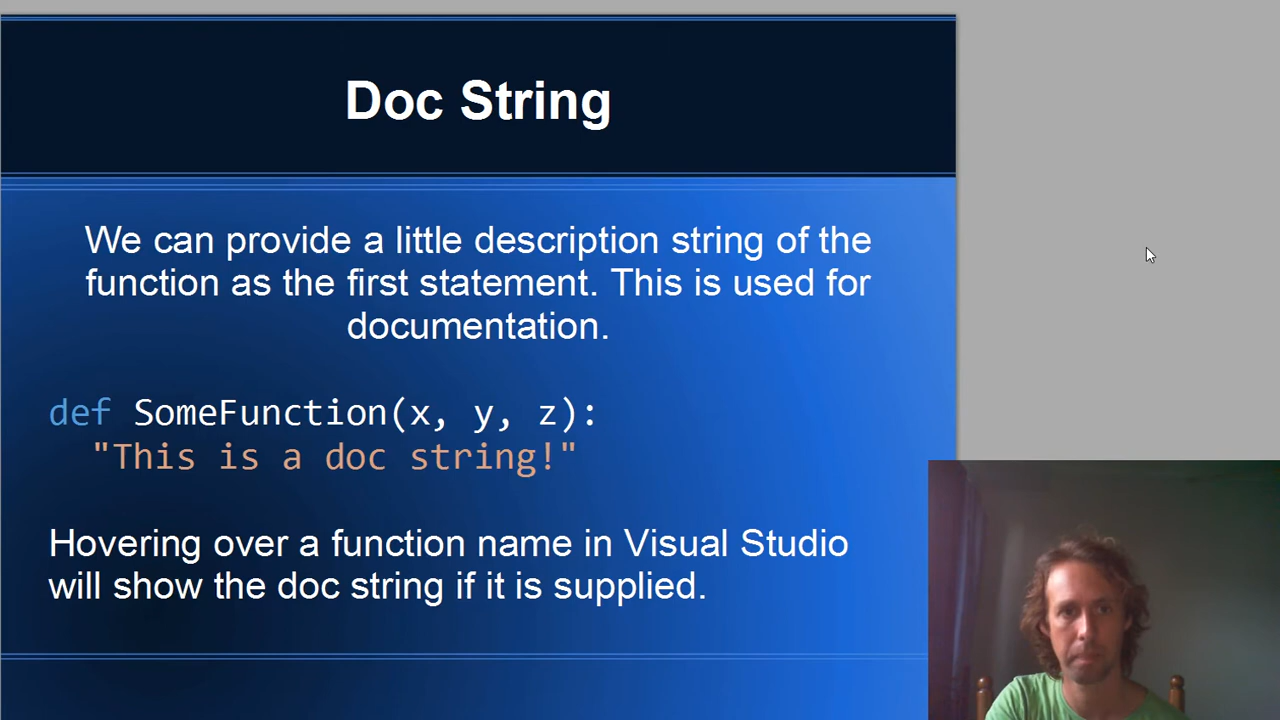 Doc String
We can provide a little description string of the
function as the first statement. This is used for
documentation.
def SomeFunction(x, y, z):
"This is a doc string!"
Hovering over a function name in Visual Studio
will show the doc string if it is supplied.